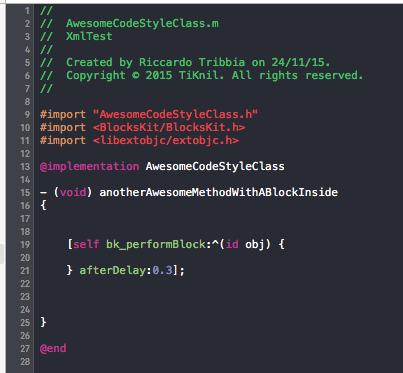 1 //
2 //  AwesomeCodeStyleClass.m
3 //  XmlTest
4 //
5 //  Created by Riccardo Tribbia on 24/11/15.
6 //  Copyright © 2015 TiKnil. All rights reserved.
7 //
8
9 #import "AwesomeCodeStyleClass.h"
10 #import <BlocksKit/BlocksKit.h>
11 #import <libextobjc/extobjc.h>
12
13 @implementation AwesomeCodeStyleClass
14
15 - (void) anotherAwesomeMethodWithABlockInside
16 {
17
18
19     [self bk_performBlock:^(id obj) {
20
21     } afterDelay:0.3];
22
23
24
25 }
26
27 @end
28